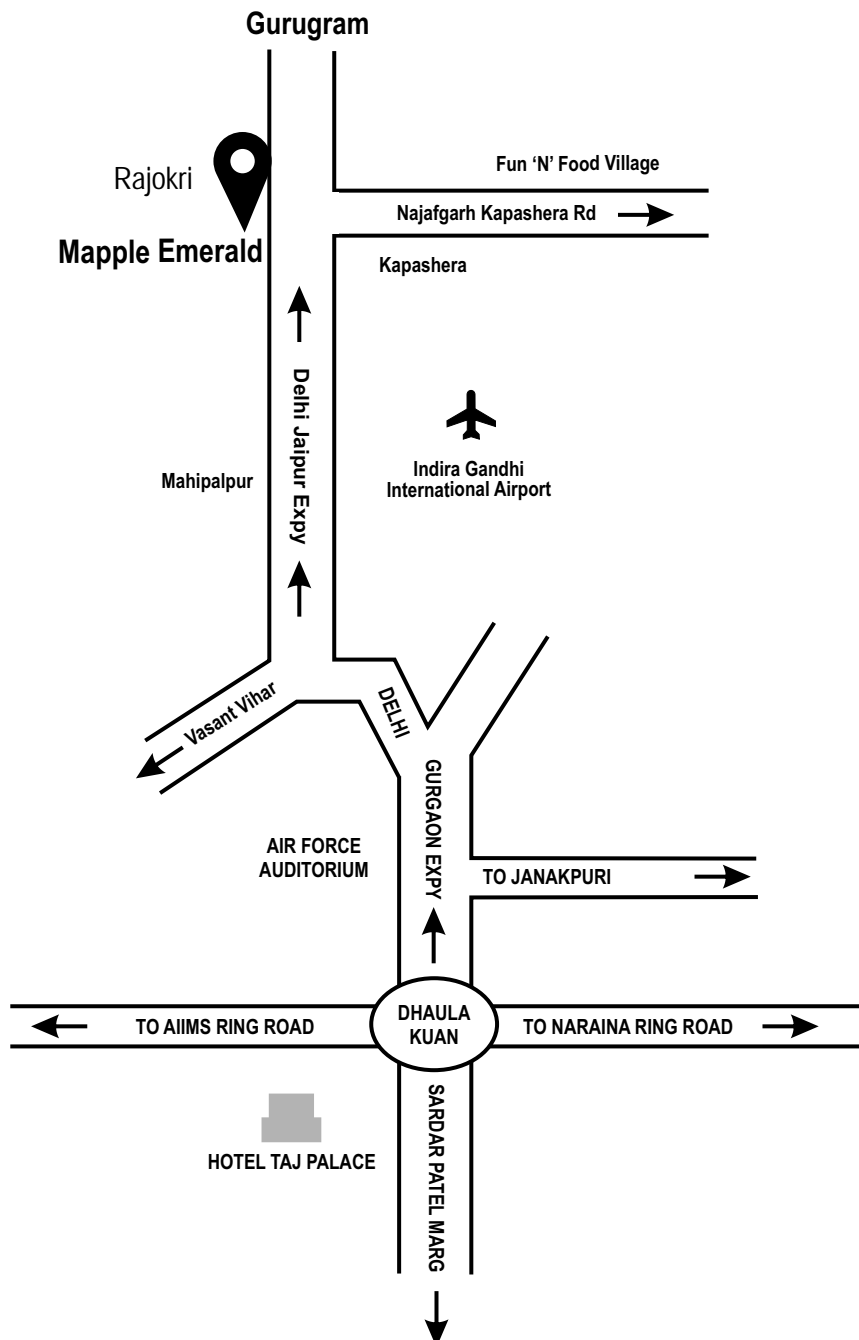 Gurugram
Fun ‘N’ Food Village
Rajokri
Najafgarh Kapashera Rd
Mapple Emerald
Kapashera
Delhi Jaipur Expy
Mahipalpur
Indira Gandhi
International Airport
Vasant Vihar
DELHI
GURGAON EXPY
AIR FORCE
AUDITORIUM
TO JANAKPURI
TO AIIMS RING ROAD
DHAULA
KUAN
TO NARAINA RING ROAD
SARDAR PATEL MARG
HOTEL TAJ PALACE